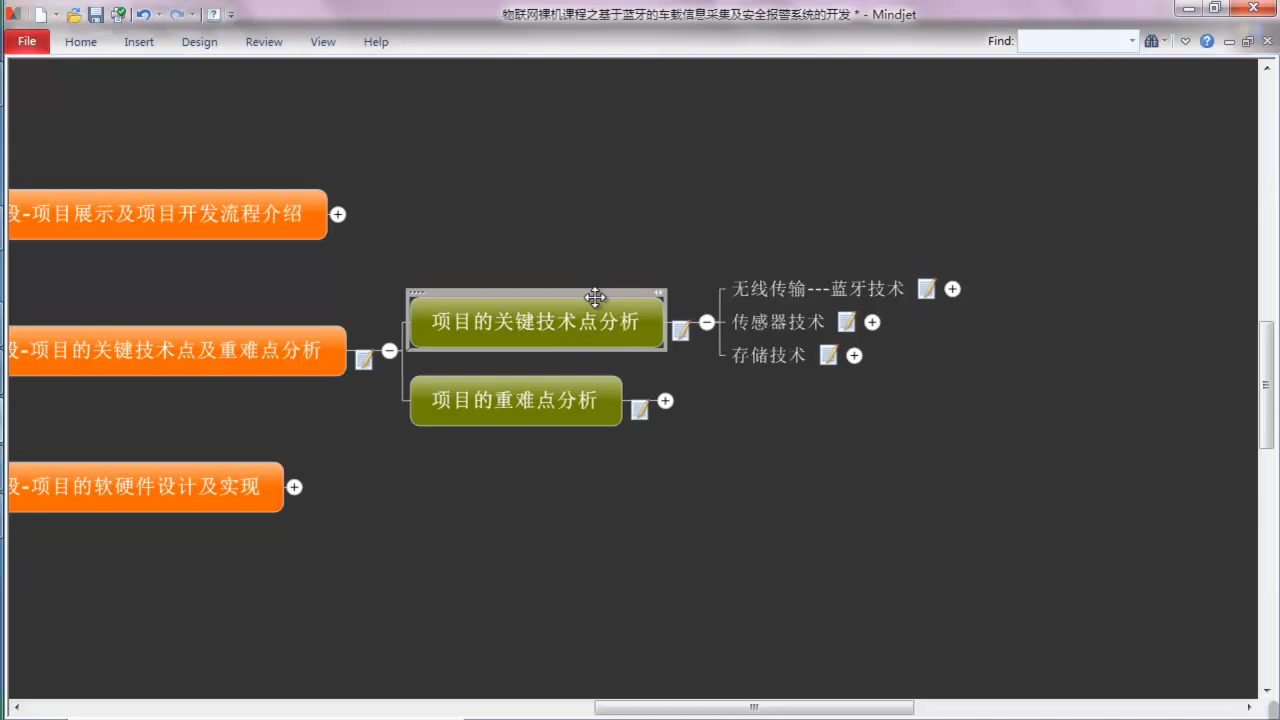 物联网裸机课程之基于蓝牙的车载信息采集及安全报警系统的开发 * - Mindjet
File Home Insert Design Review View Help Find:
段-项目展示及项目开发流程介绍
无线传输---蓝牙技术
项目的关键技术点分析
传感器技术
段-项目的关键技术点及重难点分析
存储技术
项目的重难点分析
段-项目的软硬件设计及实现